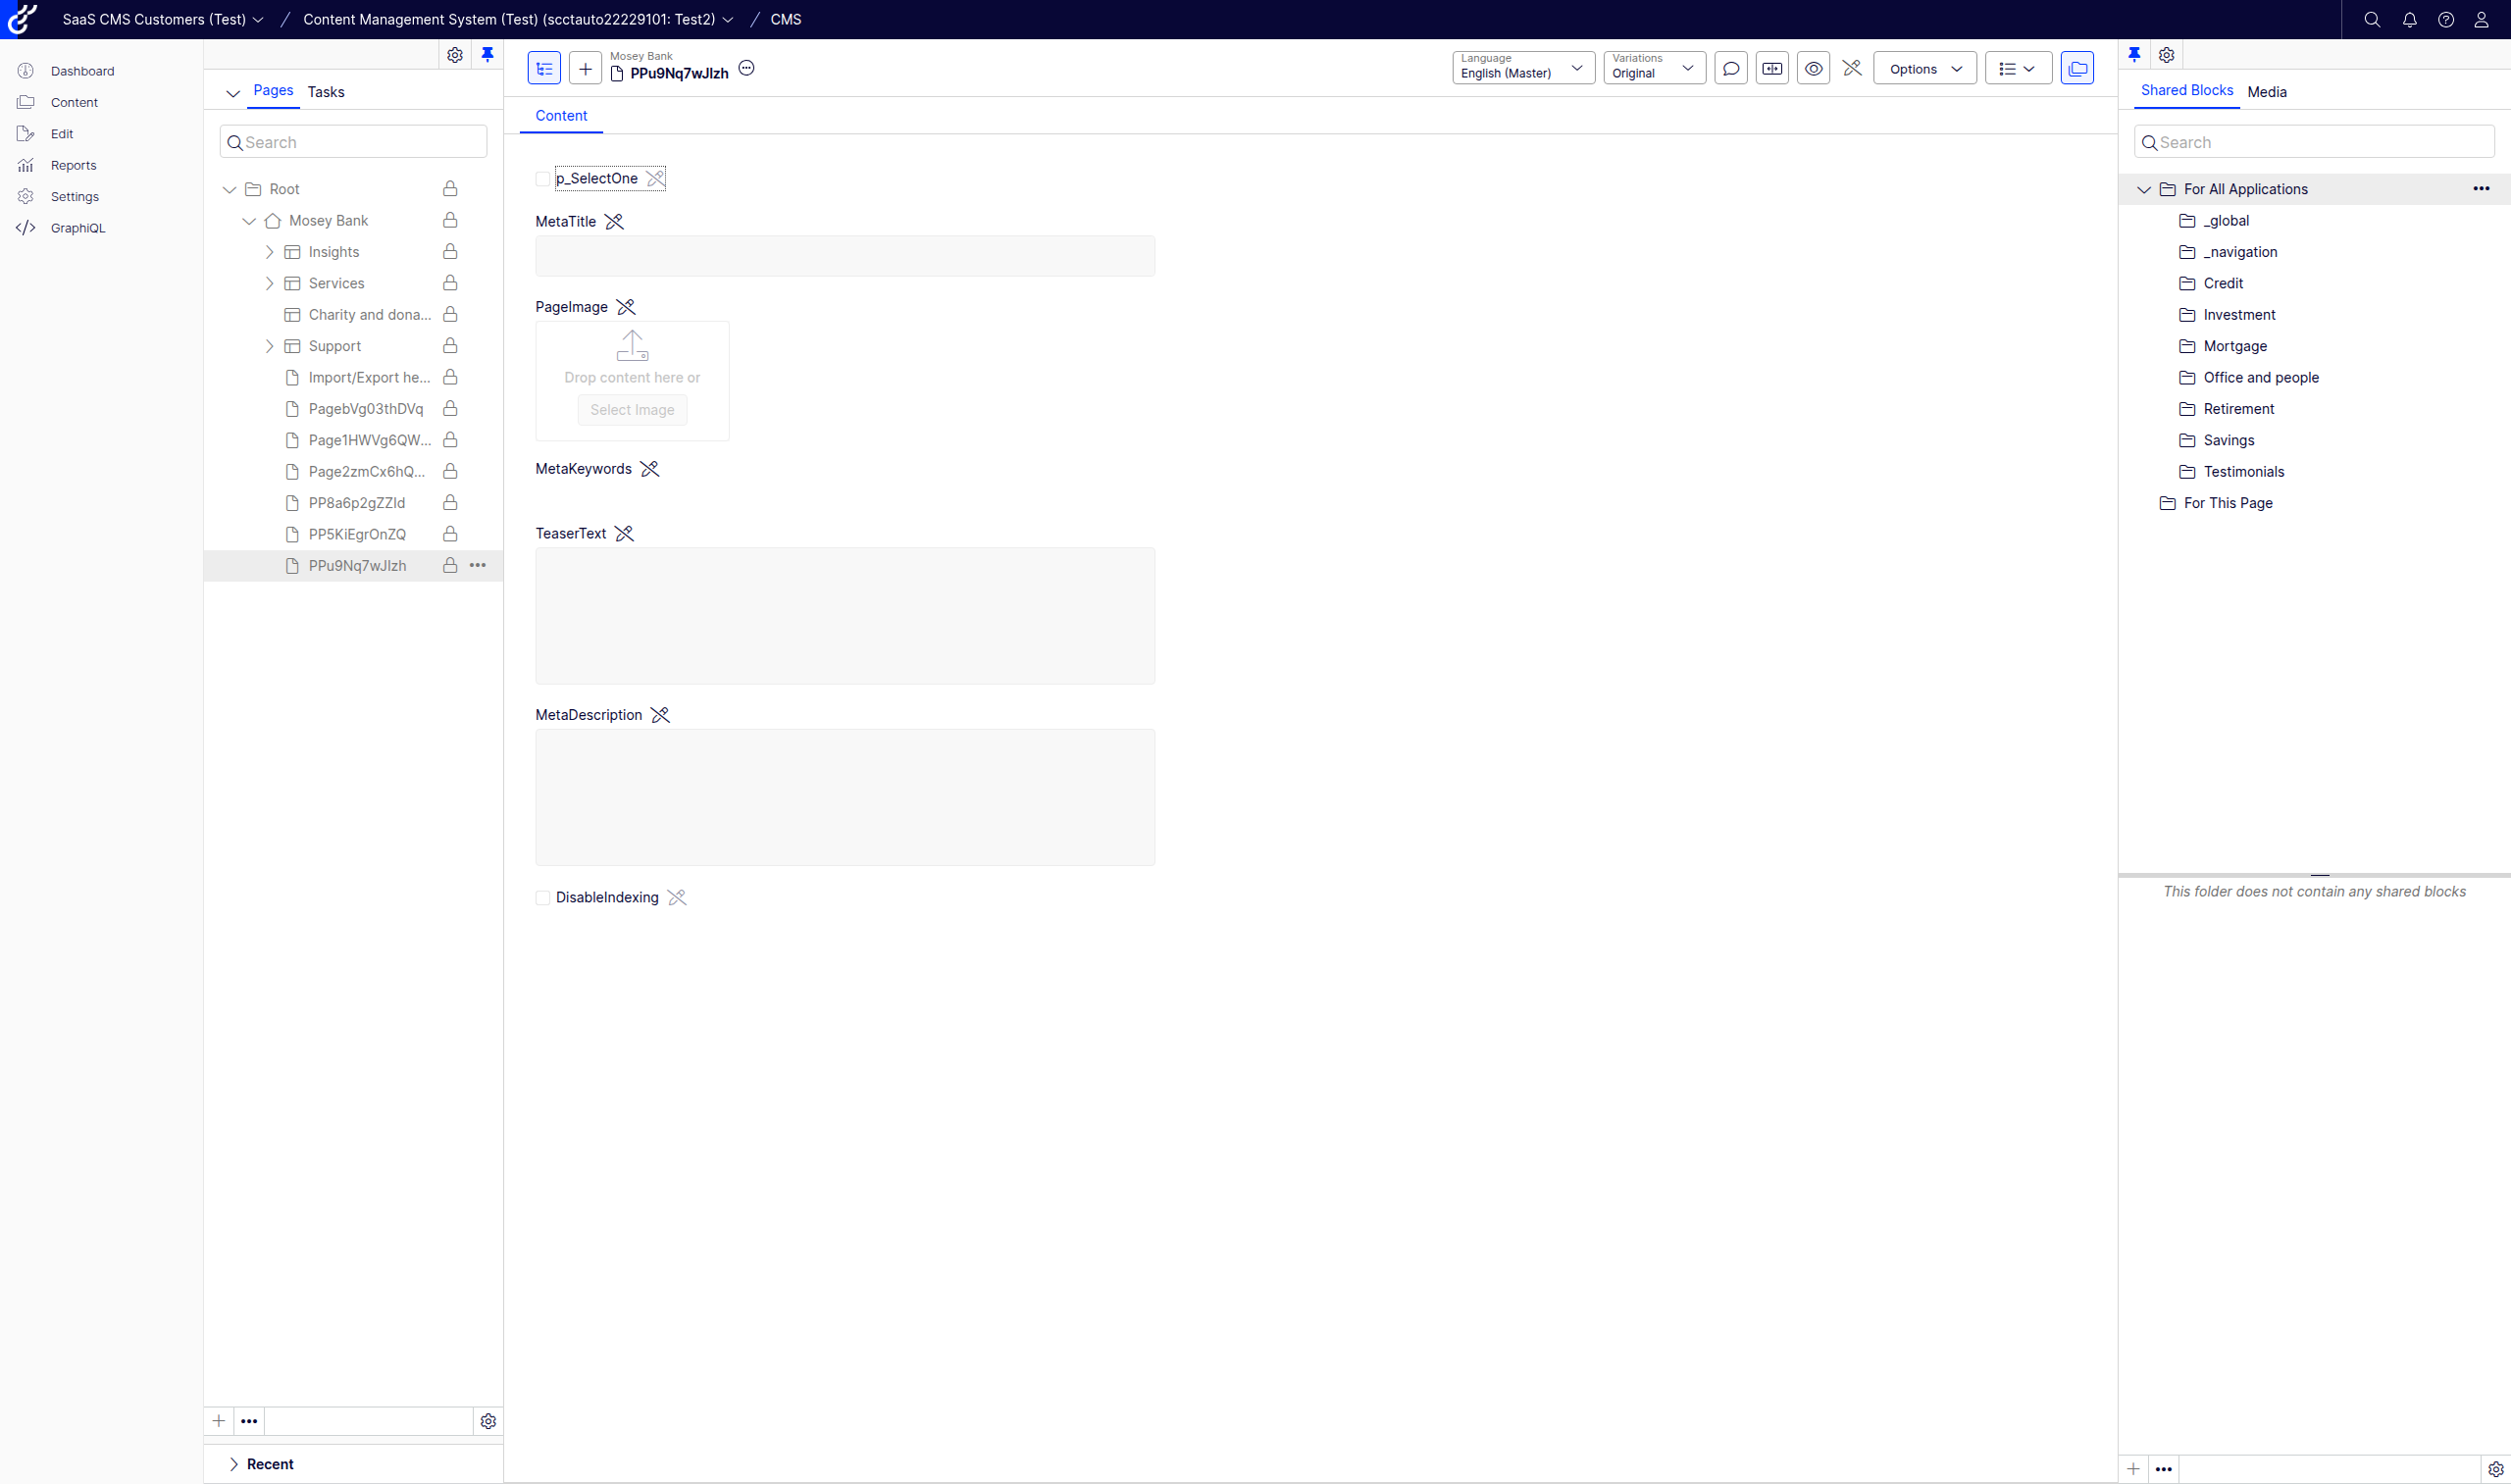 SaaS CMS Customers (Test) / Content Management System (Test) (scctauto22229101: Test2) / CMS
Dashboard
Content
Edit
Reports
Settings
GraphiQL
Pages Tasks
Search
Root
Mosey Bank
Insights
Services
Charity and dona...
Support
Import/Export he...
PagebVg03thDVq
Page1HWVg6QW...
Page2zmCx6hQ...
PP8a6p2gZZld
PP5KiEgrOnZQ
PPu9Nq7wJlzh
Recent
Mosey Bank
PPu9Nq7wJlzh
Language
English (Master)
Variations
Original
Options
Content
p_SelectOne
MetaTitle
PageImage
Drop content here or
Select Image
MetaKeywords
TeaserText
MetaDescription
DisableIndexing
Shared Blocks Media
Search
For All Applications
_global
_navigation
Credit
Investment
Mortgage
Office and people
Retirement
Savings
Testimonials
For This Page
This folder does not contain any shared blocks